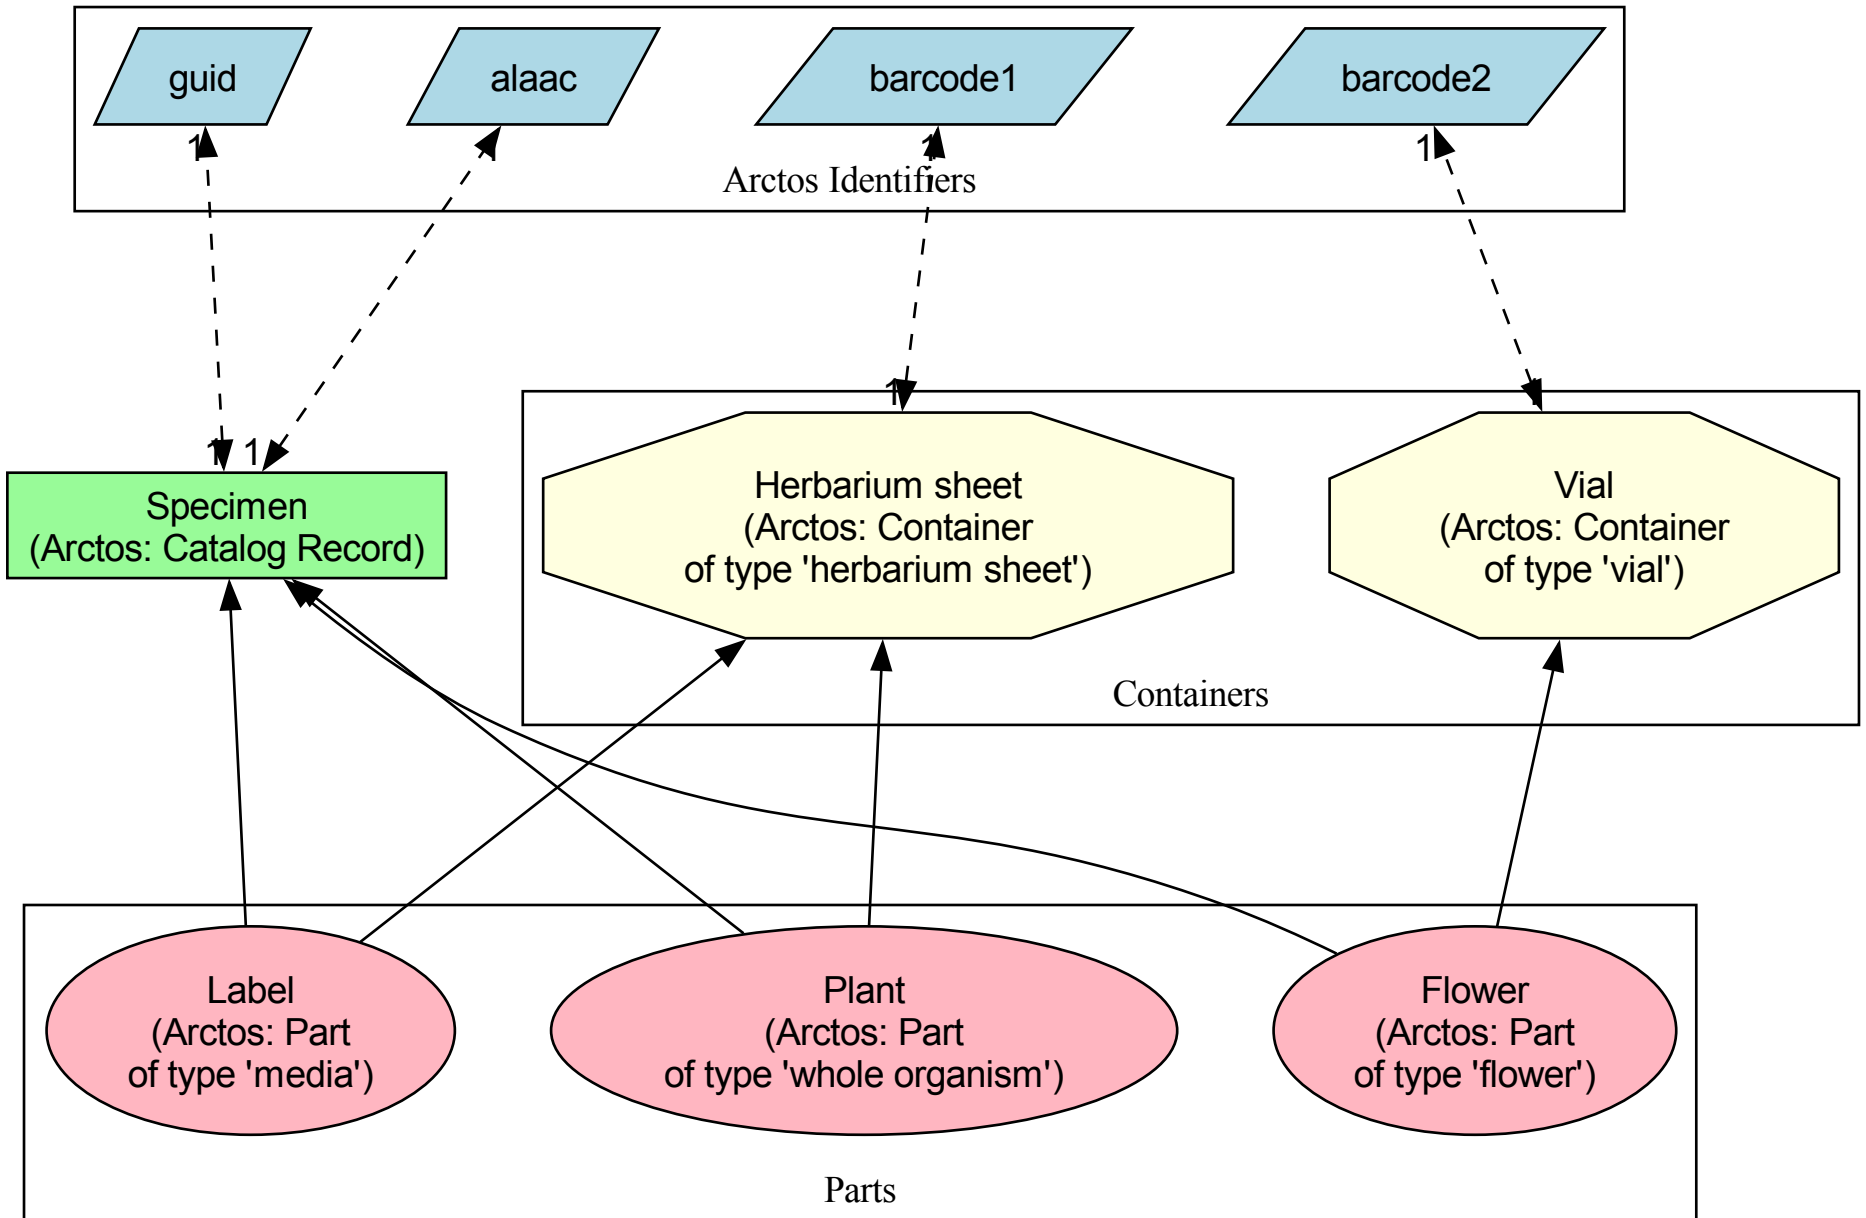 guid
alaac
barcode1
barcode2
1
1
1
1
Arctos Identifiers
1
1
1
1
Specimen
(Arctos: Catalog Record)
Herbarium sheet
(Arctos: Container
of type 'herbarium sheet')
Vial
(Arctos: Container
of type 'vial')
Containers
Label
(Arctos: Part
of type 'media')
Plant
(Arctos: Part
of type 'whole organism')
Flower
(Arctos: Part
of type 'flower')
Parts